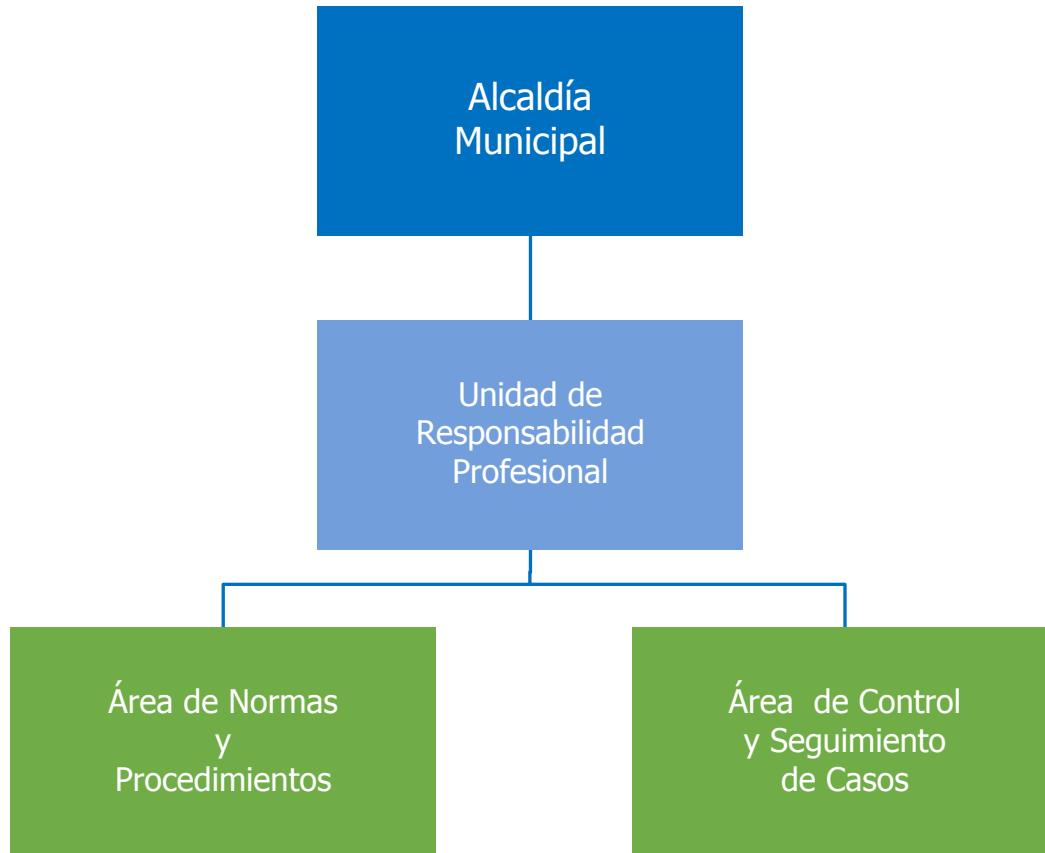 Alcaldía
Municipal
Unidad de
Responsabilidad
Profesional
Área de Normas
y
Procedimientos
Área  de Control
y Seguimiento
de Casos